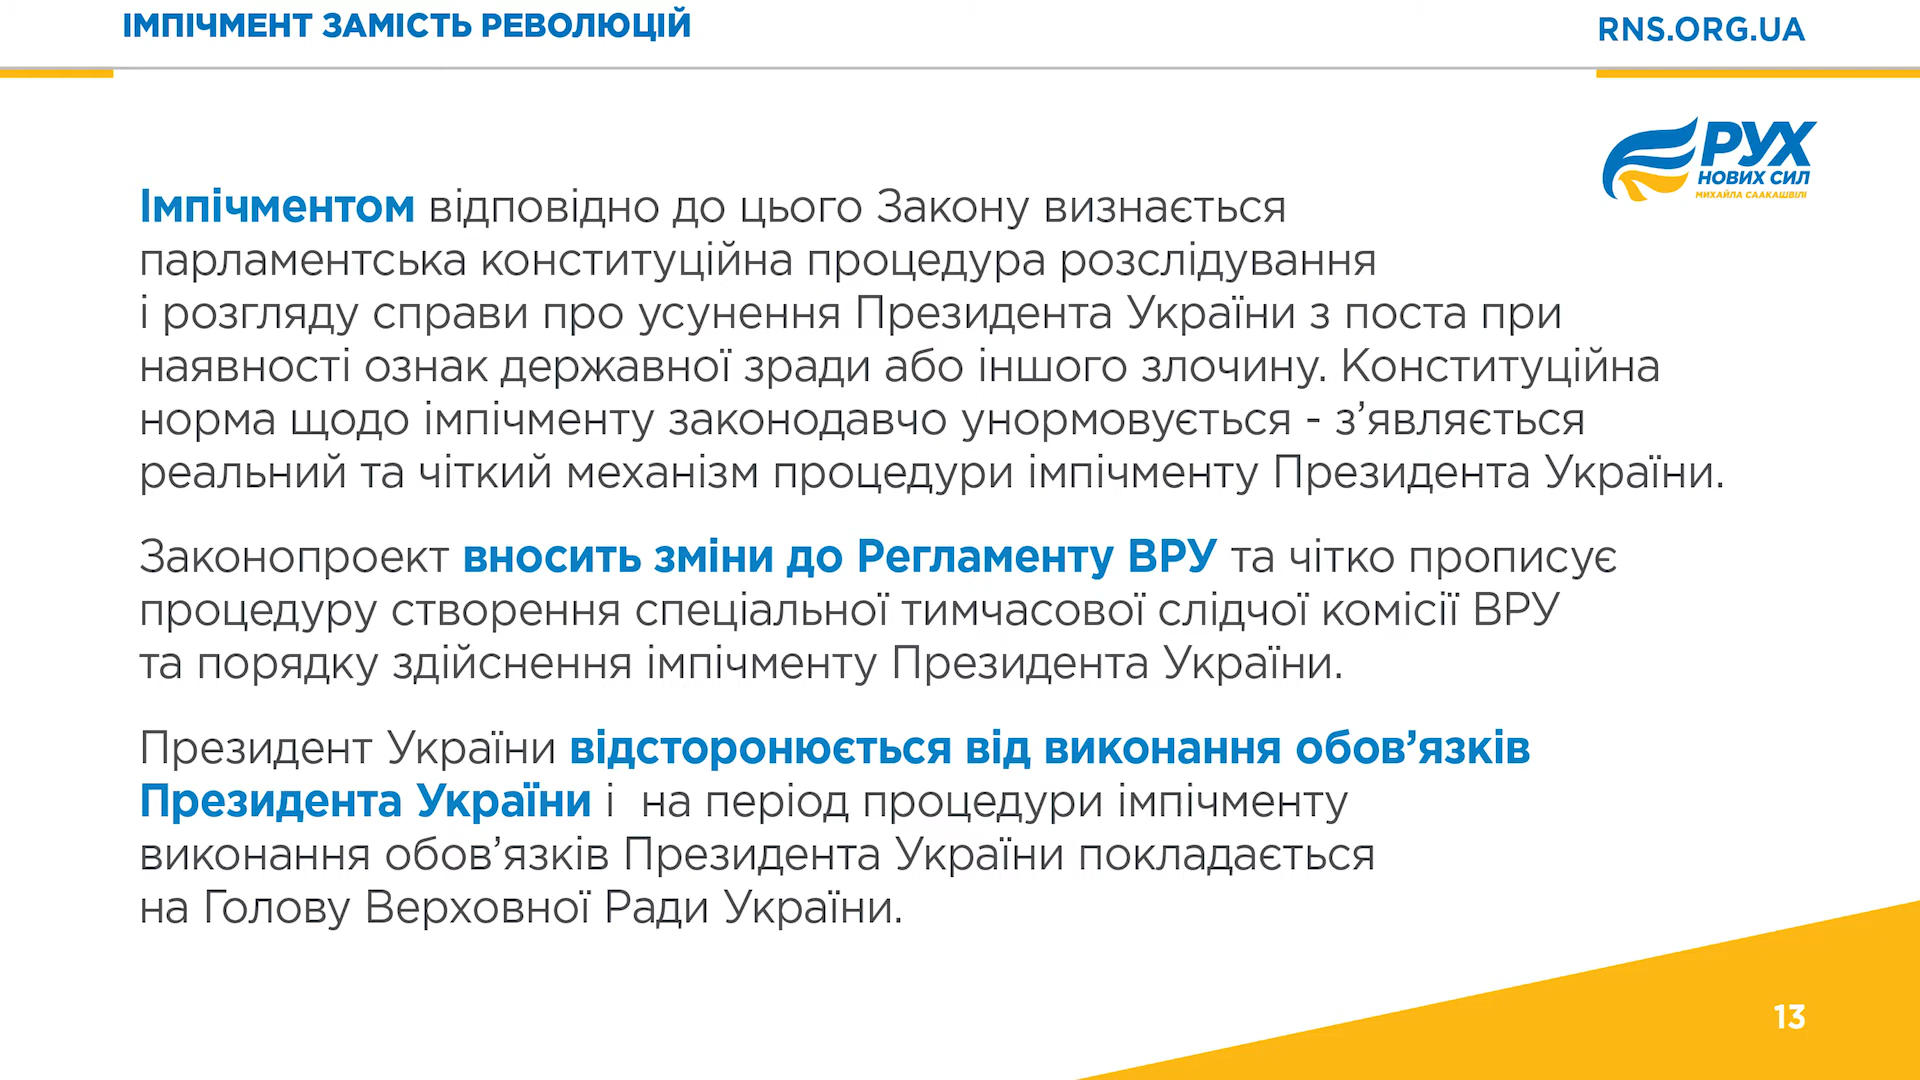 ІМПІЧМЕНТ ЗАМІСТЬ РЕВОЛЮЦІЙ
RNS.ORG.UA
РУХ
НОВИХ СИЛ
МИХАЙЛА СААКАШВІЛІ
Імпічментом відповідно до цього Закону визнається
парламентська конституційна процедура розслідування
і розгляду справи про усунення Президента України з поста при
наявності ознак державної зради або іншого злочину. Конституційна
норма щодо імпічменту законодавчо унормовується - з’являється
реальний та чіткий механізм процедури імпічменту Президента України.
Законопроект вносить зміни до Регламенту ВРУ та чітко прописує
процедуру створення спеціальної тимчасової слідчої комісії ВРУ
та порядку здійснення імпічменту Президента України.
Президент України відсторонюється від виконання обов’язків
Президента України і  на період процедури імпічменту
виконання обов’язків Президента України покладається
на Голову Верховної Ради України.
13